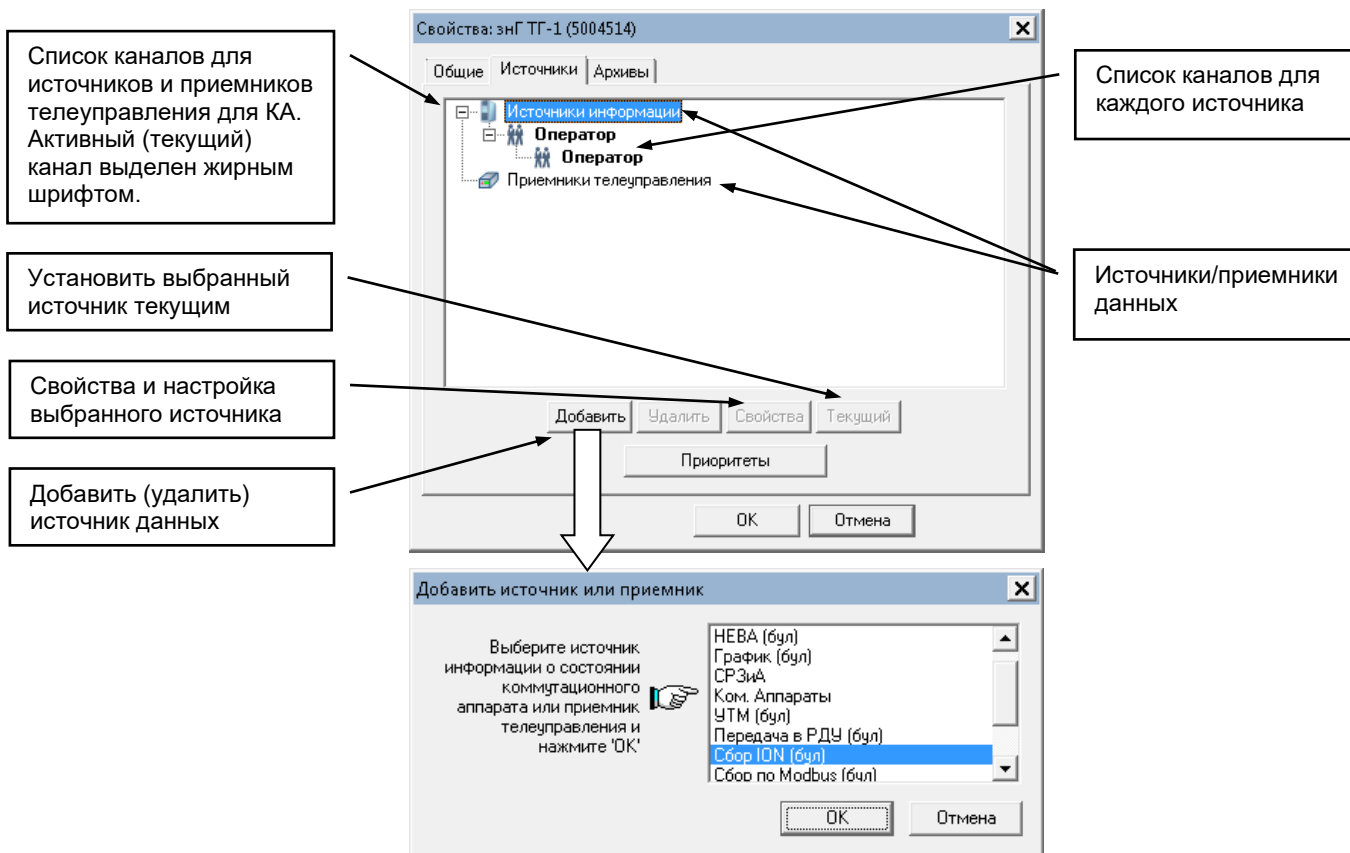 Список каналов для
источников и приемников
телеуправления для КА.
Активный (текущий)
канал выделен жирным
шрифтом.
Установить выбранный
источник текущим
Свойства и настройка
выбранного источника
Добавить (удалить)
источник данных
Свойства: знГ ТГ-1 (5004514)
Общие Источники Архивы
Источники информации
Оператор
Оператор
Приемники телеуправления
Добавить Удалить Свойства Текущий
Приоритеты
OK Отмена
Список каналов для
каждого источника
Источники/приемники
данных
Добавить источник или приемник
Выберите источник
информации о состоянии
коммутационного
аппарата или приемник
телеуправления и
нажмите 'OK'
НЕВА (бул)
График (бул)
СРЗиА
Ком. Аппараты
УТМ (бул)
Передача в РДУ (бул)
Сбор ION (бул)
Сбор по Modbus (бул)
OK Отмена